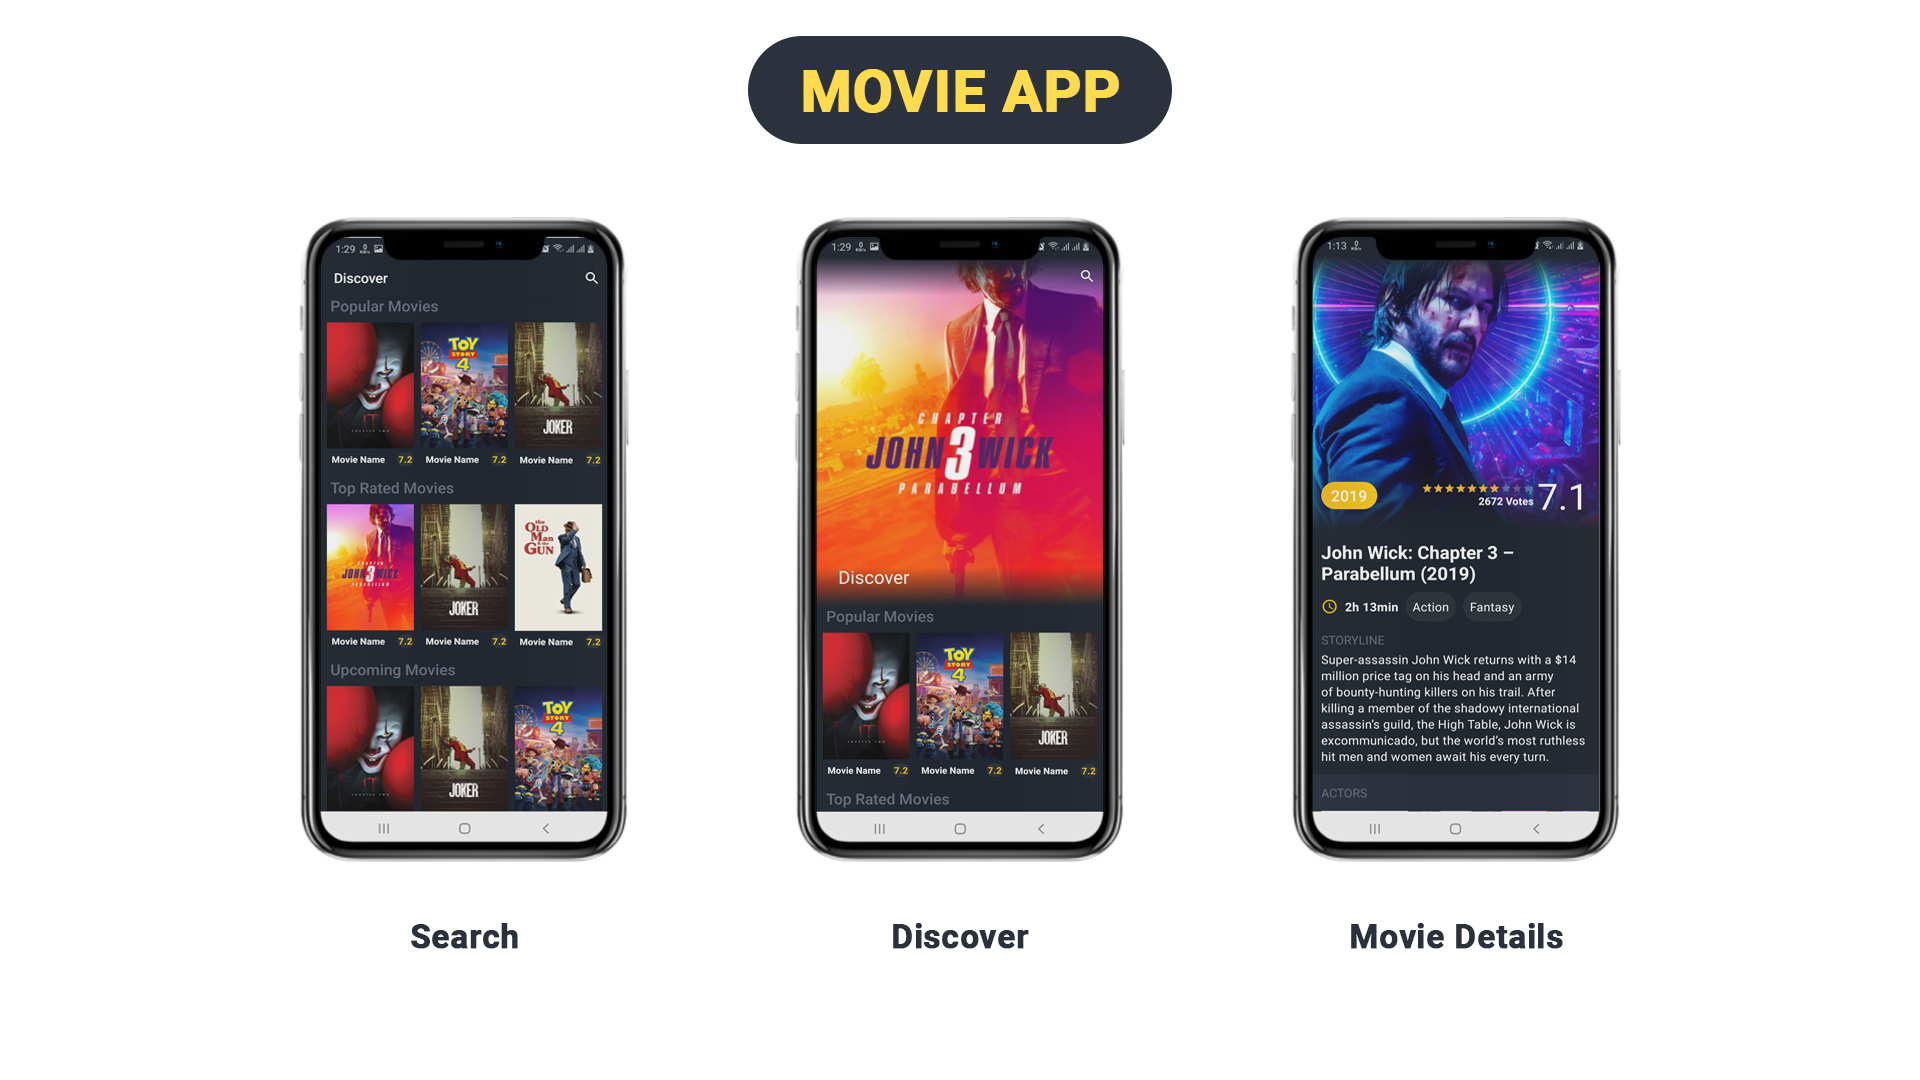 MOVIE APP
1:29
Discover
Popular Movies
IT
CHAPTER TWO
TOY
STORY
4
JOKER
Movie Name 7.2 Movie Name 7.2 Movie Name 7.2
Top Rated Movies
CHAPTER
JOHN 3 WICK
PARABELLUM
JOKER
the
OLD
MAN
& the
GUN
Movie Name 7.2 Movie Name 7.2 Movie Name 7.2
Upcoming Movies
JOKER
TOY
STORY
4
Search
1:29
CHAPTER
JOHN 3 WICK
PARABELLUM
Discover
Popular Movies
IT
CHAPTER TWO
TOY
STORY
4
JOKER
Movie Name 7.2 Movie Name 7.2 Movie Name 7.2
Top Rated Movies
Discover
1:13
2019
2672 Votes 7.1
John Wick: Chapter 3 –
Parabellum (2019)
2h 13min Action Fantasy
STORYLINE
Super-assassin John Wick returns with a $14
million price tag on his head and an army
of bounty-hunting killers on his trail. After
killing a member of the shadowy international
assassin’s guild, the High Table, John Wick is
excommunicado, but the world’s most ruthless
hit men and women await his every turn.
ACTORS
Movie Details